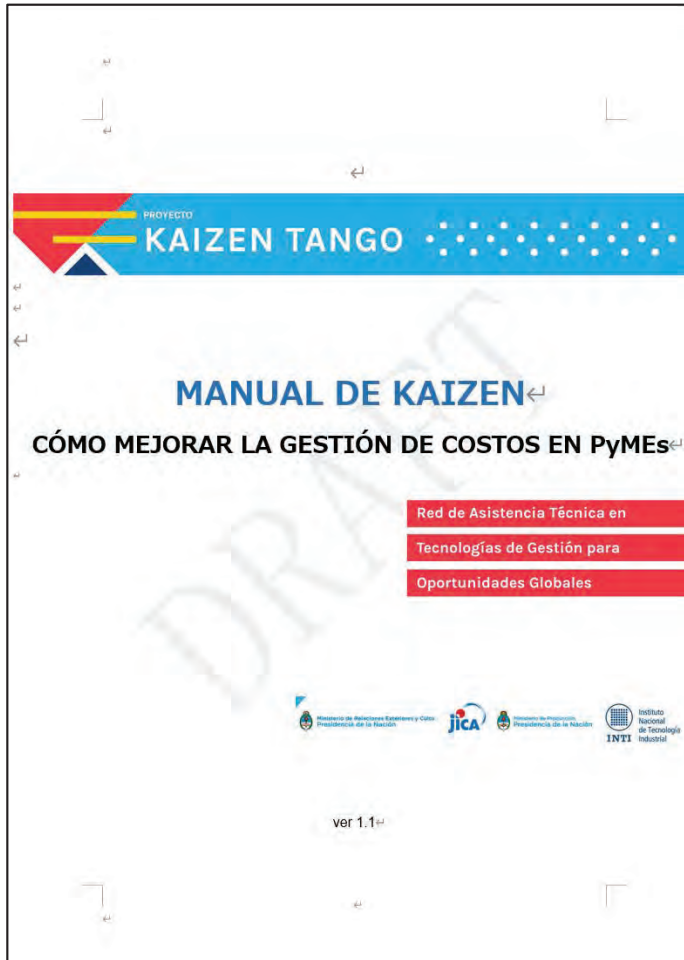 PROYECTO
KAIZEN TANGO
MANUAL DE KAIZEN
CÓMO MEJORAR LA GESTIÓN DE COSTOS EN PyMEs
Red de Asistencia Técnica en
Tecnologías de Gestión para
Oportunidades Globales
DRAFT
Ministerio de Relaciones Exteriores y Culto
Presidencia de la Nación
jica
Ministerio de Producción
Presidencia de la Nación
INTI
Instituto
Nacional
de Tecnología
Industrial
ver 1.1